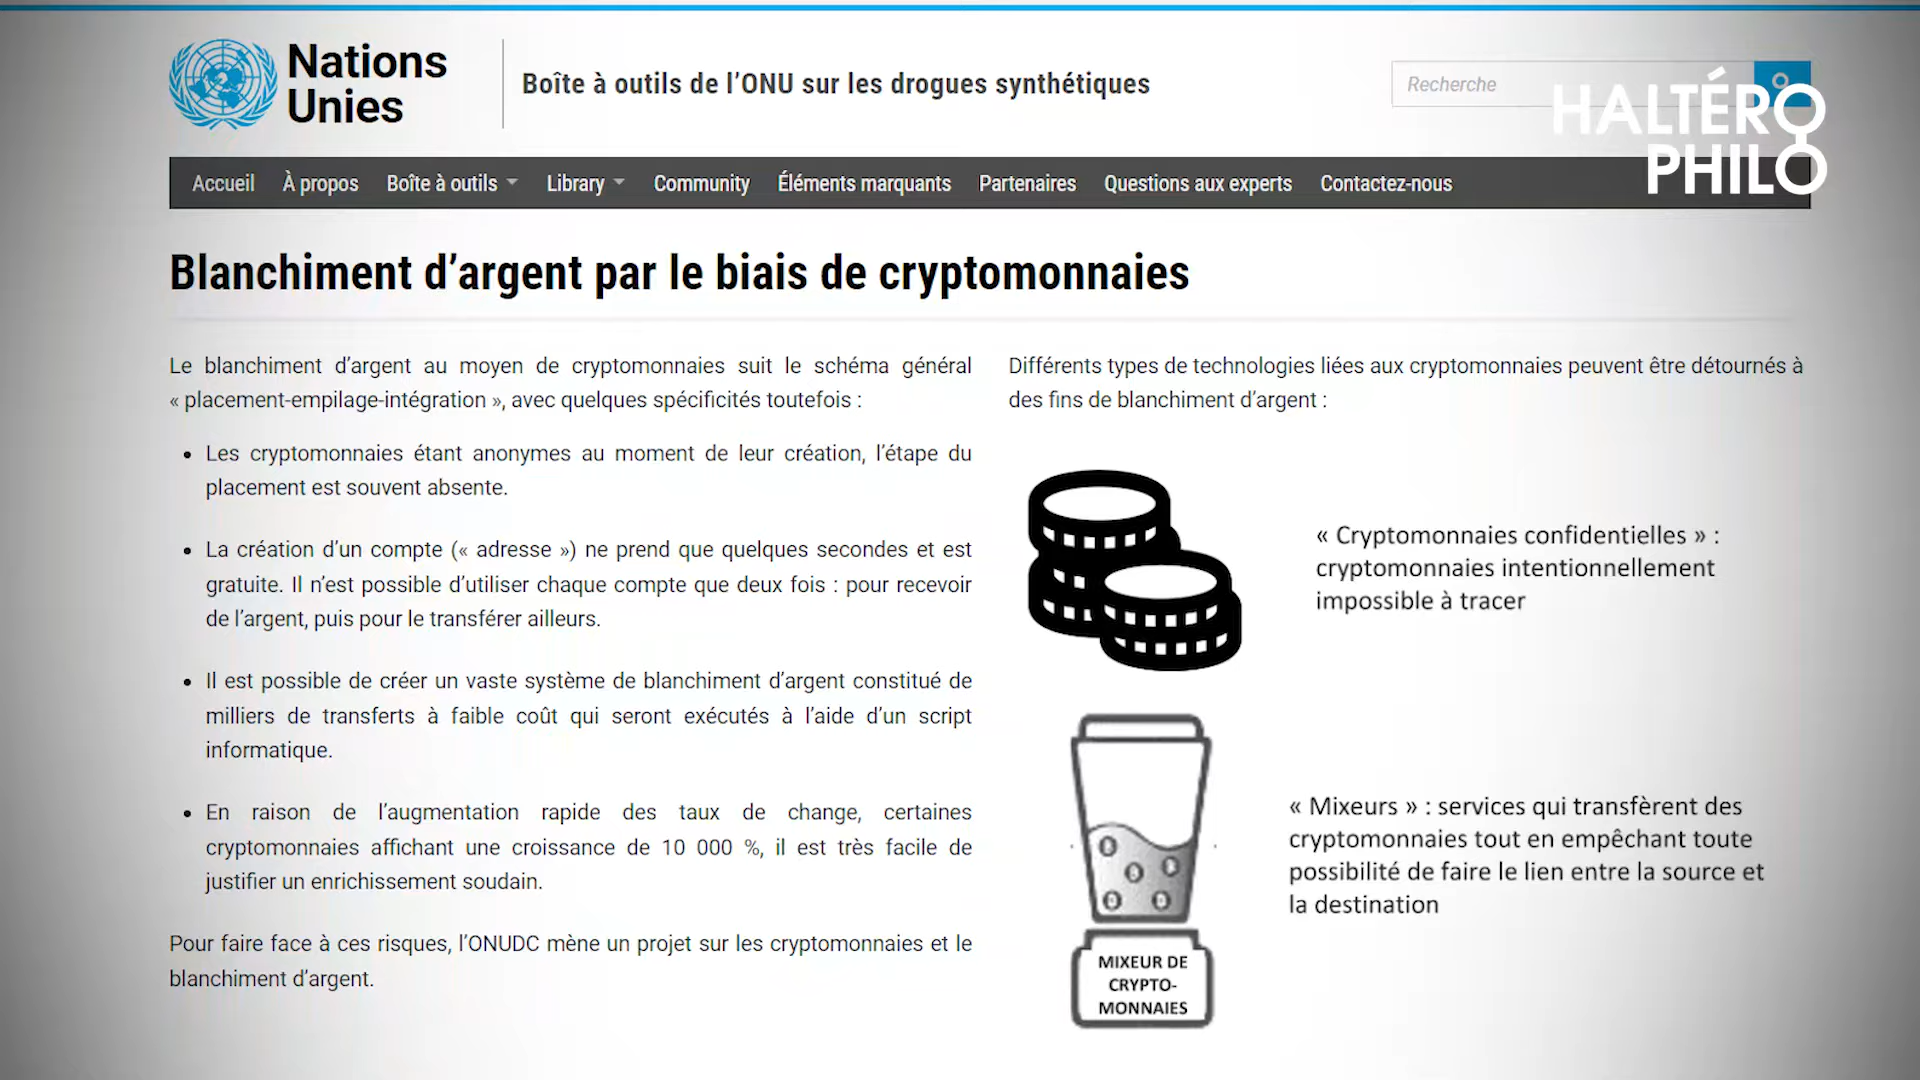 Nations
Unies
Boîte à outils de l’ONU sur les drogues synthétiques
Recherche
HALTÉRO
PHILO
Accueil À propos Boîte à outils Library Community Éléments marquants Partenaires Questions aux experts Contactez-nous
Blanchiment d’argent par le biais de cryptomonnaies
Le blanchiment d’argent au moyen de cryptomonnaies suit le schéma général
« placement-empilage-intégration », avec quelques spécificités toutefois :
• Les cryptomonnaies étant anonymes au moment de leur création, l’étape du
placement est souvent absente.
• La création d’un compte (« adresse ») ne prend que quelques secondes et est
gratuite. Il n’est possible d’utiliser chaque compte que deux fois : pour recevoir
de l’argent, puis pour le transférer ailleurs.
• Il est possible de créer un vaste système de blanchiment d’argent constitué de
milliers de transferts à faible coût qui seront exécutés à l’aide d’un script
informatique.
• En raison de l’augmentation rapide des taux de change, certaines
cryptomonnaies affichant une croissance de 10 000 %, il est très facile de
justifier un enrichissement soudain.
Pour faire face à ces risques, l’ONUDC mène un projet sur les cryptomonnaies et le
blanchiment d’argent.
Différents types de technologies liées aux cryptomonnaies peuvent être détournés à
des fins de blanchiment d’argent :
« Cryptomonnaies confidentielles » :
cryptomonnaies intentionnellement
impossible à tracer
« Mixeurs » : services qui transfèrent des
cryptomonnaies tout en empêchant toute
possibilité de faire le lien entre la source et
la destination
MIXEUR DE
CRYPTO-
MONNAIES